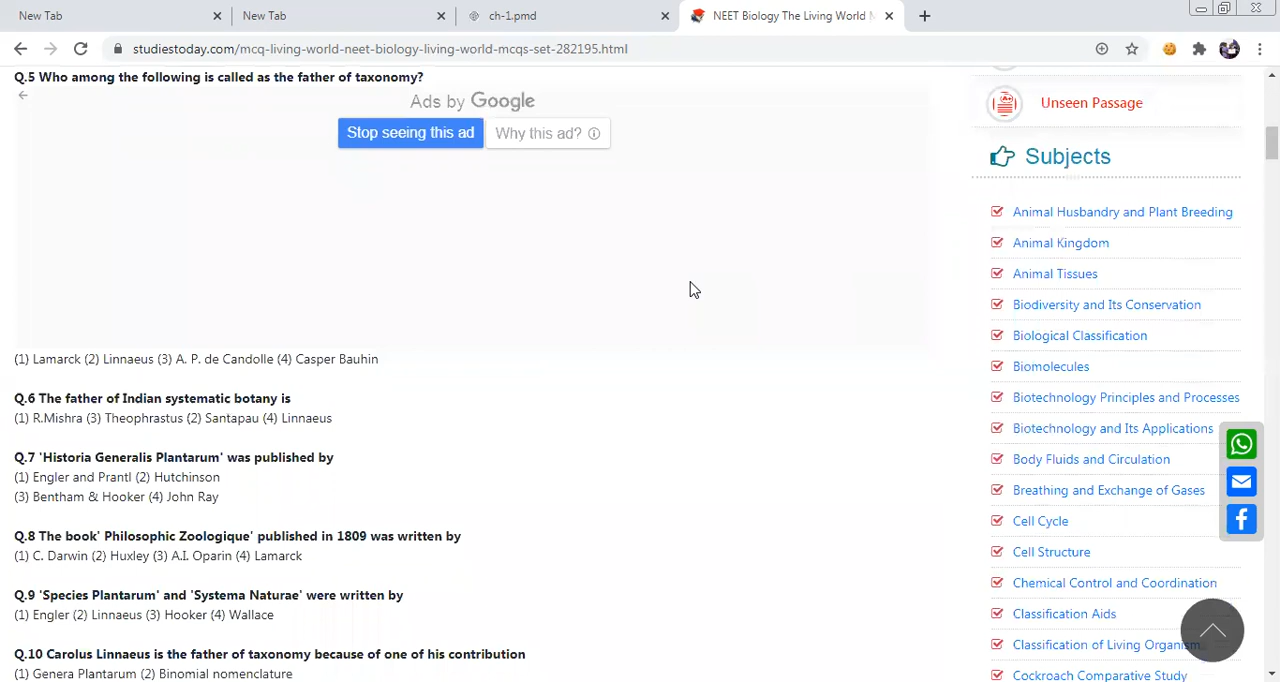 New Tab
New Tab
ch-1.pmd
NEET Biology The Living World M
studiestoday.com/mcq-living-world-neet-biology-living-world-mcqs-set-282195.html
Q.5 Who among the following is called as the father of taxonomy?
Ads by Google
Stop seeing this ad
Why this ad?
(1) Lamarck (2) Linnaeus (3) A. P. de Candolle (4) Casper Bauhin
Q.6 The father of Indian systematic botany is
(1) R.Mishra (3) Theophrastus (2) Santapau (4) Linnaeus
Q.7 'Historia Generalis Plantarum' was published by
(1) Engler and Prantl (2) Hutchinson
(3) Bentham & Hooker (4) John Ray
Q.8 The book' Philosophic Zoologique' published in 1809 was written by
(1) C. Darwin (2) Huxley (3) A.I. Oparin (4) Lamarck
Q.9 'Species Plantarum' and 'Systema Naturae' were written by
(1) Engler (2) Linnaeus (3) Hooker (4) Wallace
Q.10 Carolus Linnaeus is the father of taxonomy because of one of his contribution
(1) Genera Plantarum (2) Binomial nomenclature
Unseen Passage
Subjects
Animal Husbandry and Plant Breeding
Animal Kingdom
Animal Tissues
Biodiversity and Its Conservation
Biological Classification
Biomolecules
Biotechnology Principles and Processes
Biotechnology and Its Applications
Body Fluids and Circulation
Breathing and Exchange of Gases
Cell Cycle
Cell Structure
Chemical Control and Coordination
Classification Aids
Classification of Living Organism
Cockroach Comparative Study